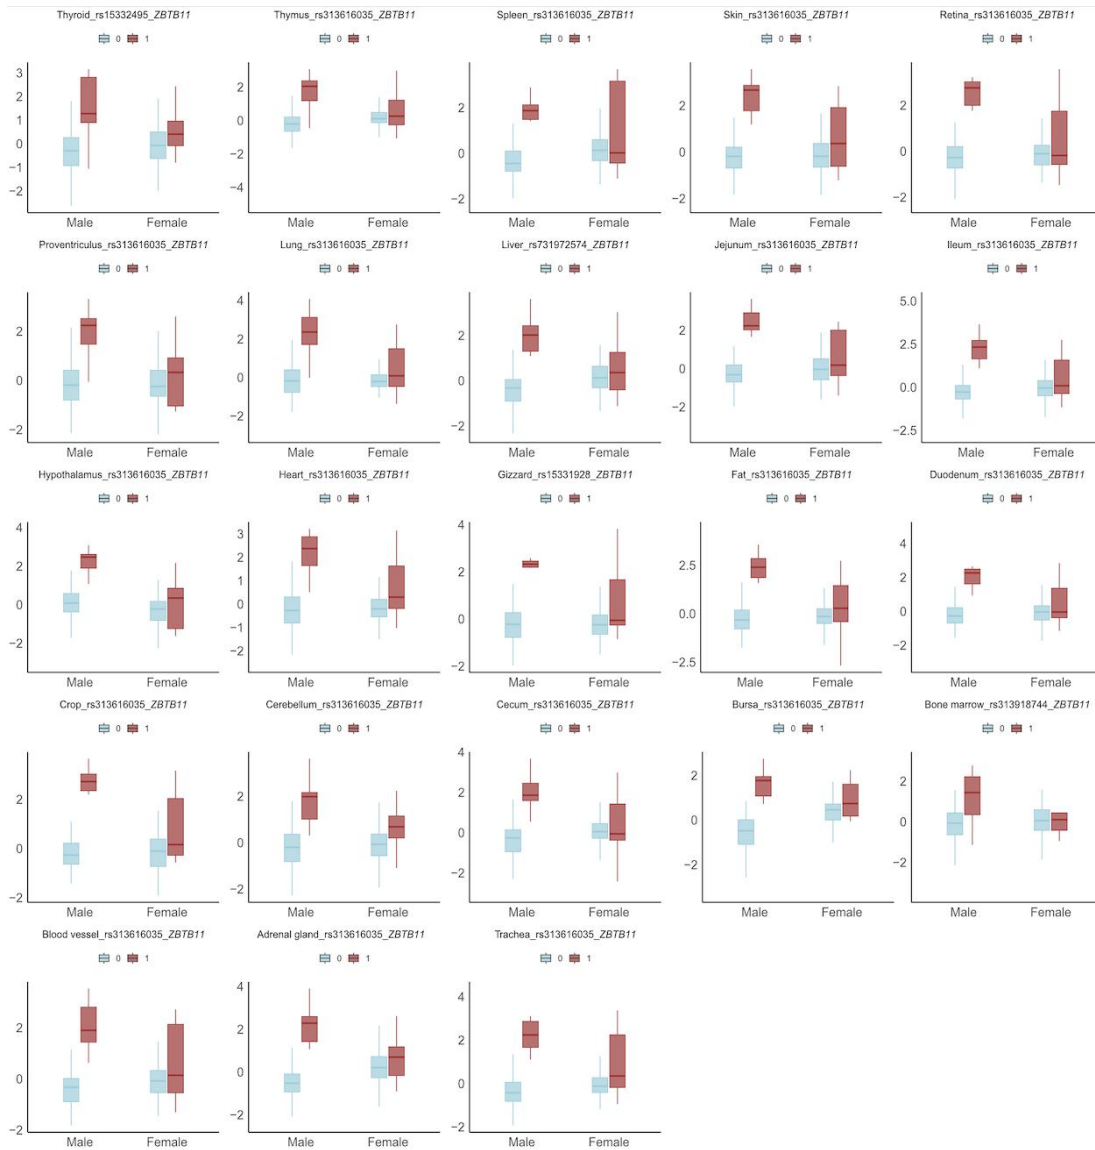 Thyroid_rs15332495_ZBTB11
0 1
3
2
1
0
−1
−2
Male Female
Thymus_rs313616035_ZBTB11
0 1
2
0
−2
−4
Male Female
Spleen_rs313616035_ZBTB11
0 1
2
0
−2
Male Female
Skin_rs313616035_ZBTB11
0 1
2
0
−2
Male Female
Retina_rs313616035_ZBTB11
0 1
2
0
−2
Male Female
Proventriculus_rs313616035_ZBTB11
0 1
2
0
−2
Male Female
Lung_rs313616035_ZBTB11
0 1
4
2
0
−2
Male Female
Liver_rs731972574_ZBTB11
0 1
2
0
−2
Male Female
Jejunum_rs313616035_ZBTB11
0 1
2
0
−2
Male Female
Ileum_rs313616035_ZBTB11
0 1
5.0
2.5
0.0
−2.5
Male Female
Hypothalamus_rs313616035_ZBTB11
0 1
4
2
0
−2
Male Female
Heart_rs313616035_ZBTB11
0 1
3
2
1
0
−1
−2
Male Female
Gizzard_rs15331928_ZBTB11
0 1
4
2
0
−2
Male Female
Fat_rs313616035_ZBTB11
0 1
2.5
0.0
−2.5
Male Female
Duodenum_rs313616035_ZBTB11
0 1
4
2
0
−2
Male Female
Crop_rs313616035_ZBTB11
0 1
2
0
−2
Male Female
Cerebellum_rs313616035_ZBTB11
0 1
2
0
−2
Male Female
Cecum_rs313616035_ZBTB11
0 1
4
2
0
−2
Male Female
Bursa_rs313616035_ZBTB11
0 1
2
0
−2
Male Female
Bone marrow_rs313918744_ZBTB11
0 1
2
0
−2
Male Female
Blood vessel_rs313616035_ZBTB11
0 1
2
0
−2
Male Female
Adrenal gland_rs313616035_ZBTB11
0 1
4
2
0
−2
Male Female
Trachea_rs313616035_ZBTB11
0 1
4
2
0
−2
Male Female